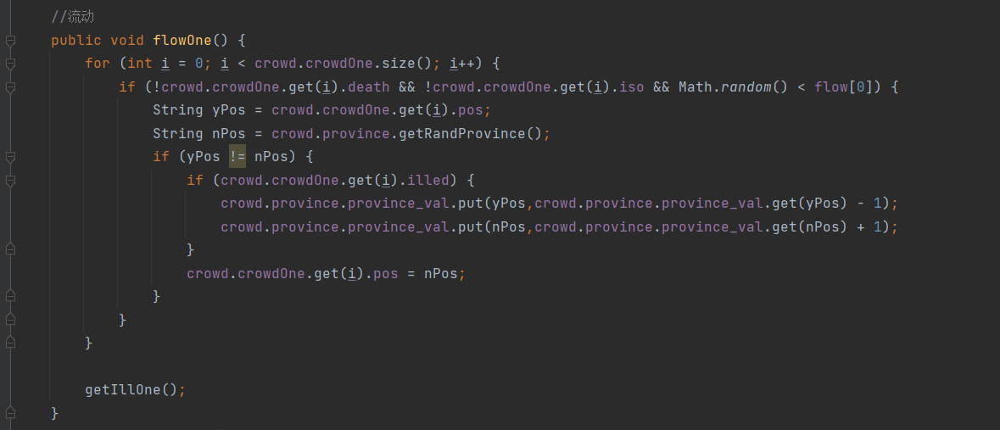 //流动
public void flowOne() {
for (int i = 0; i < crowd.crowdOne.size(); i++) {
if (!crowd.crowdOne.get(i).death && !crowd.crowdOne.get(i).iso && Math.random() < flow[0]) {
String yPos = crowd.crowdOne.get(i).pos;
String nPos = crowd.province.getRandProvince();
if (yPos != nPos) {
if (crowd.crowdOne.get(i).illed) {
crowd.province.province_val.put(yPos,crowd.province.province_val.get(yPos) - 1);
crowd.province.province_val.put(nPos,crowd.province.province_val.get(nPos) + 1);
}
crowd.crowdOne.get(i).pos = nPos;
}
}
}
getIllOne();
}